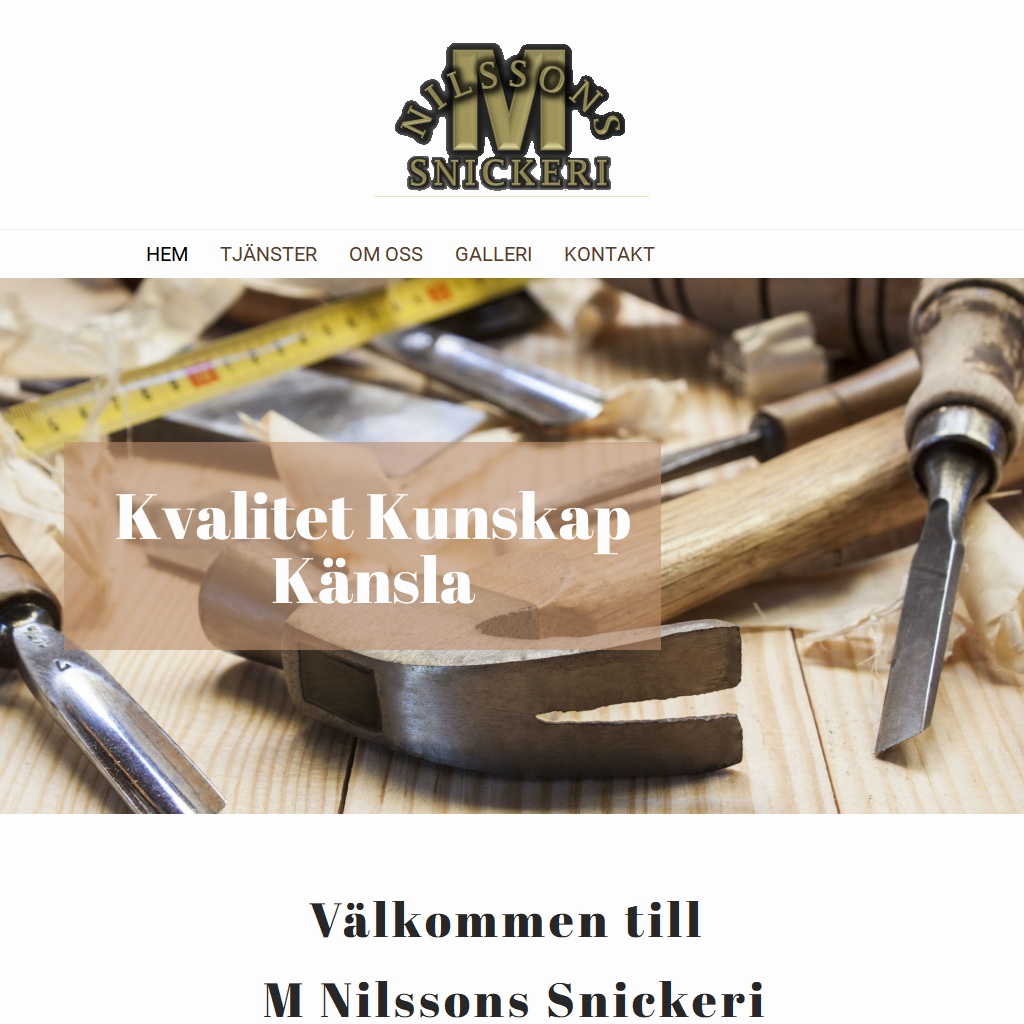 M
NILSSONS
SNICKERI
HEM TJÄNSTER OM OSS GALLERI KONTAKT
Kvalitet Kunskap
Känsla
Välkommen till
M Nilssons Snickeri